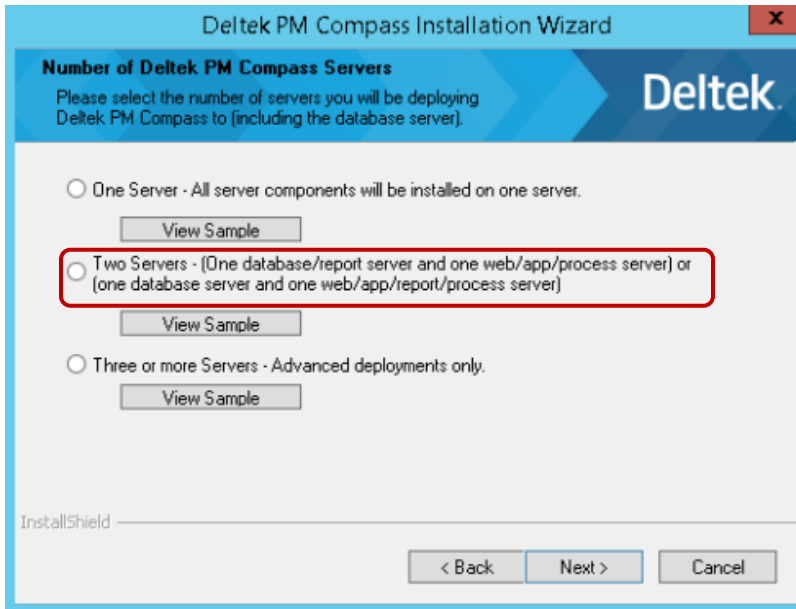 Deltek PM Compass Installation Wizard
x
Number of Deltek PM Compass Servers
Please select the number of servers you will be deploying
Deltek PM Compass to (including the database server).
Deltek.
One Server - All server components will be installed on one server.
View Sample
Two Servers - (One database/report server and one web/app/process server) or
(one database server and one web/app/report/process server)
View Sample
Three or more Servers - Advanced deployments only.
View Sample
InstallShield
< Back
Next >
Cancel